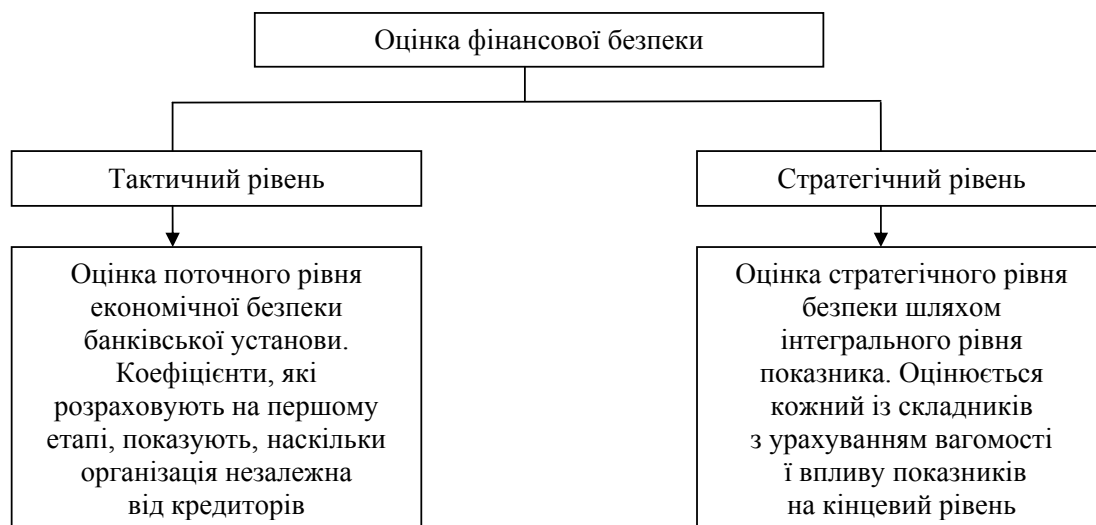 Оцінка фінансової безпеки
Тактичний рівень
Стратегічний рівень
Оцінка поточного рівня
економічної безпеки
банківської установи.
Коефіцієнти, які
розраховують на першому
етапі, показують, наскільки
організація незалежна
від кредиторів
Оцінка стратегічного рівня
безпеки шляхом
інтегрального рівня
показника. Оцінюється
кожний із складників
з урахуванням вагомості
ї впливу показників
на кінцевий рівень